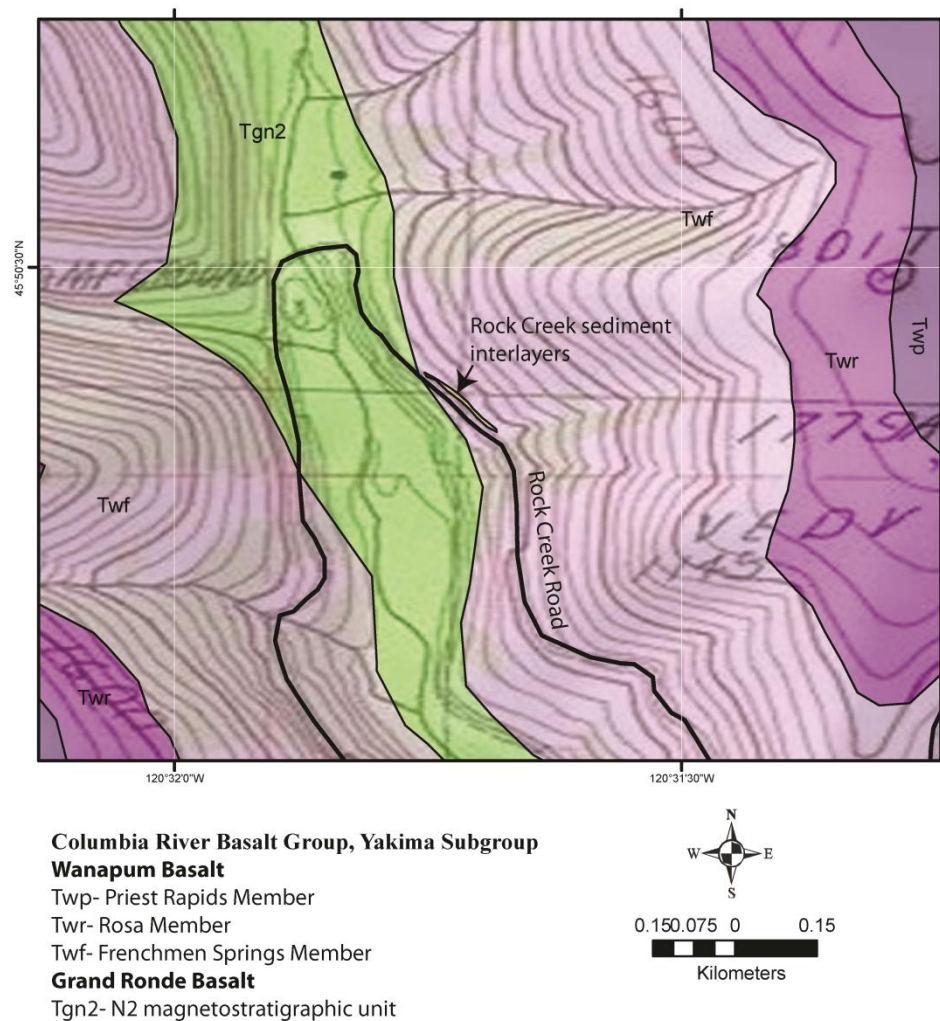 Tgn2
Twf
45°50'30"N
Rock Creek sediment
interlayers
Twr
Twp
Rock Creek Road
Twf
Twr
120°32'0"W
120°31'30"W
Columbia River Basalt Group, Yakima Subgroup
Wanapum Basalt
Twp- Priest Rapids Member
Twr- Rosa Member
Twf- Frenchmen Springs Member
Grand Ronde Basalt
Tgn2- N2 magnetostratigraphic unit
N
W
E
S
0.15 0.075 0 0.15
Kilometers